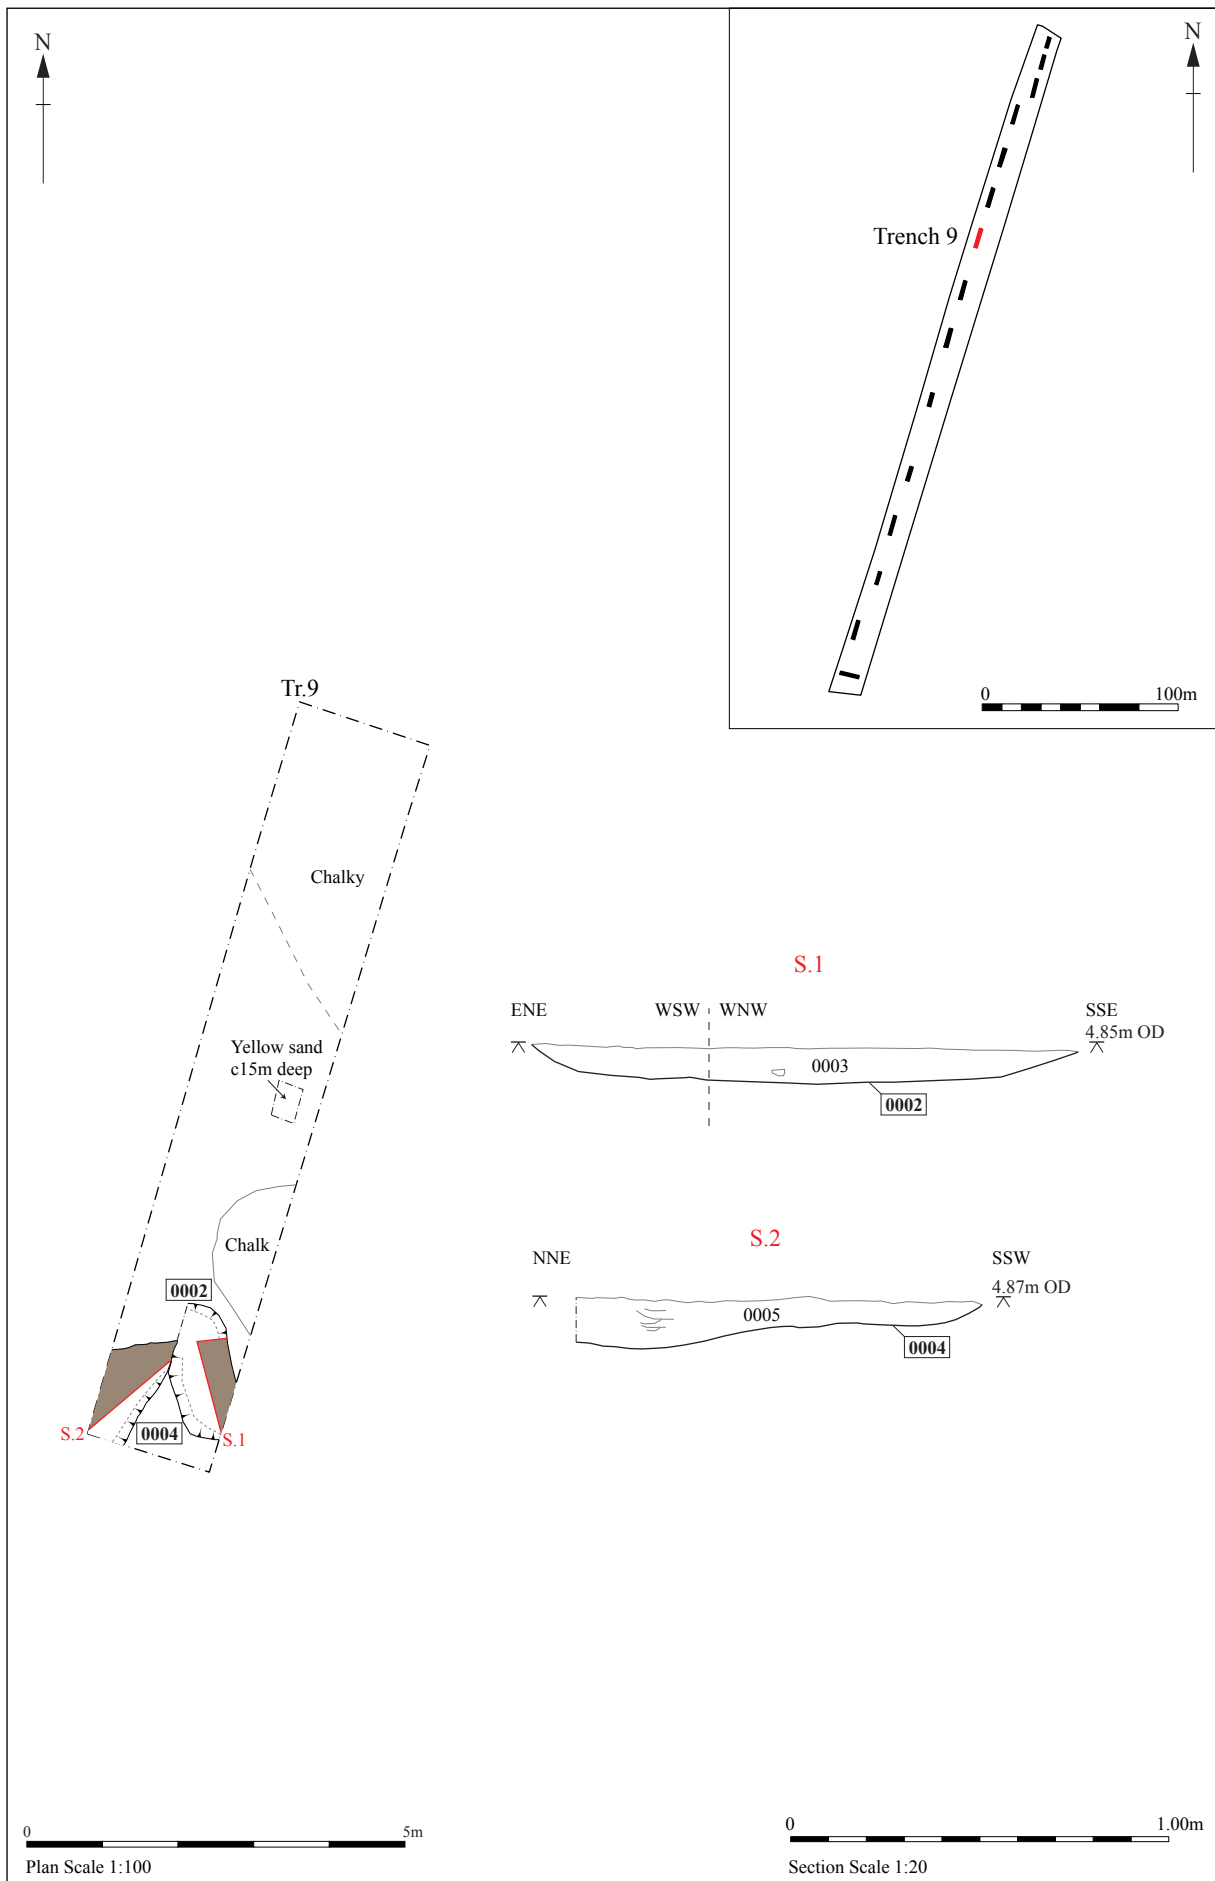 N
N
Trench 9
0 100m
Tr.9
Chalky
Yellow sand
c15m deep
Chalk
0002
0004
S.2
S.1
S.1
ENE WSW WNW SSE
4.85m OD
0003
0002
S.2
NNE SSW
4.87m OD
0005
0004
0 5m
Plan Scale 1:100
0 1.00m
Section Scale 1:20